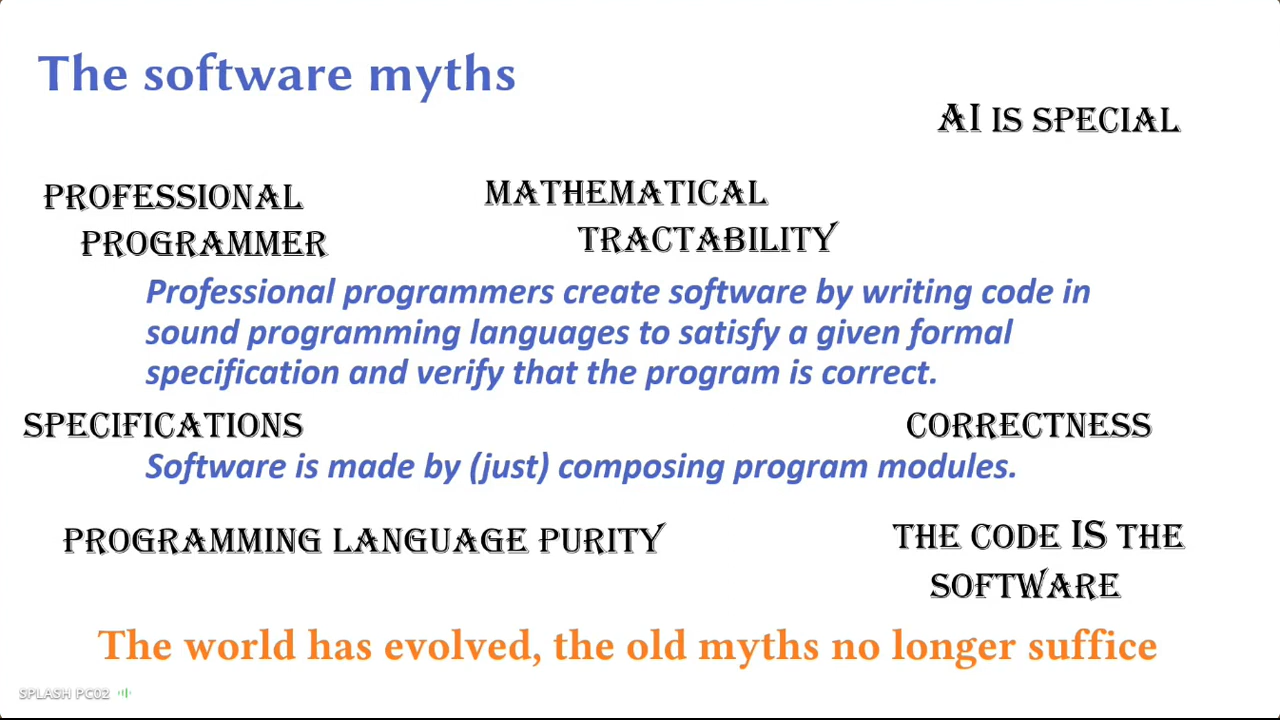 The software myths
AI IS SPECIAL
PROFESSIONAL
PROGRAMMER
MATHEMATICAL
TRACTABILITY
Professional programmers create software by writing code in
sound programming languages to satisfy a given formal
specification and verify that the program is correct.
SPECIFICATIONS
CORRECTNESS
Software is made by (just) composing program modules.
PROGRAMMING LANGUAGE PURITY
THE CODE IS THE
SOFTWARE
The world has evolved, the old myths no longer suffice
SPLASH PC02